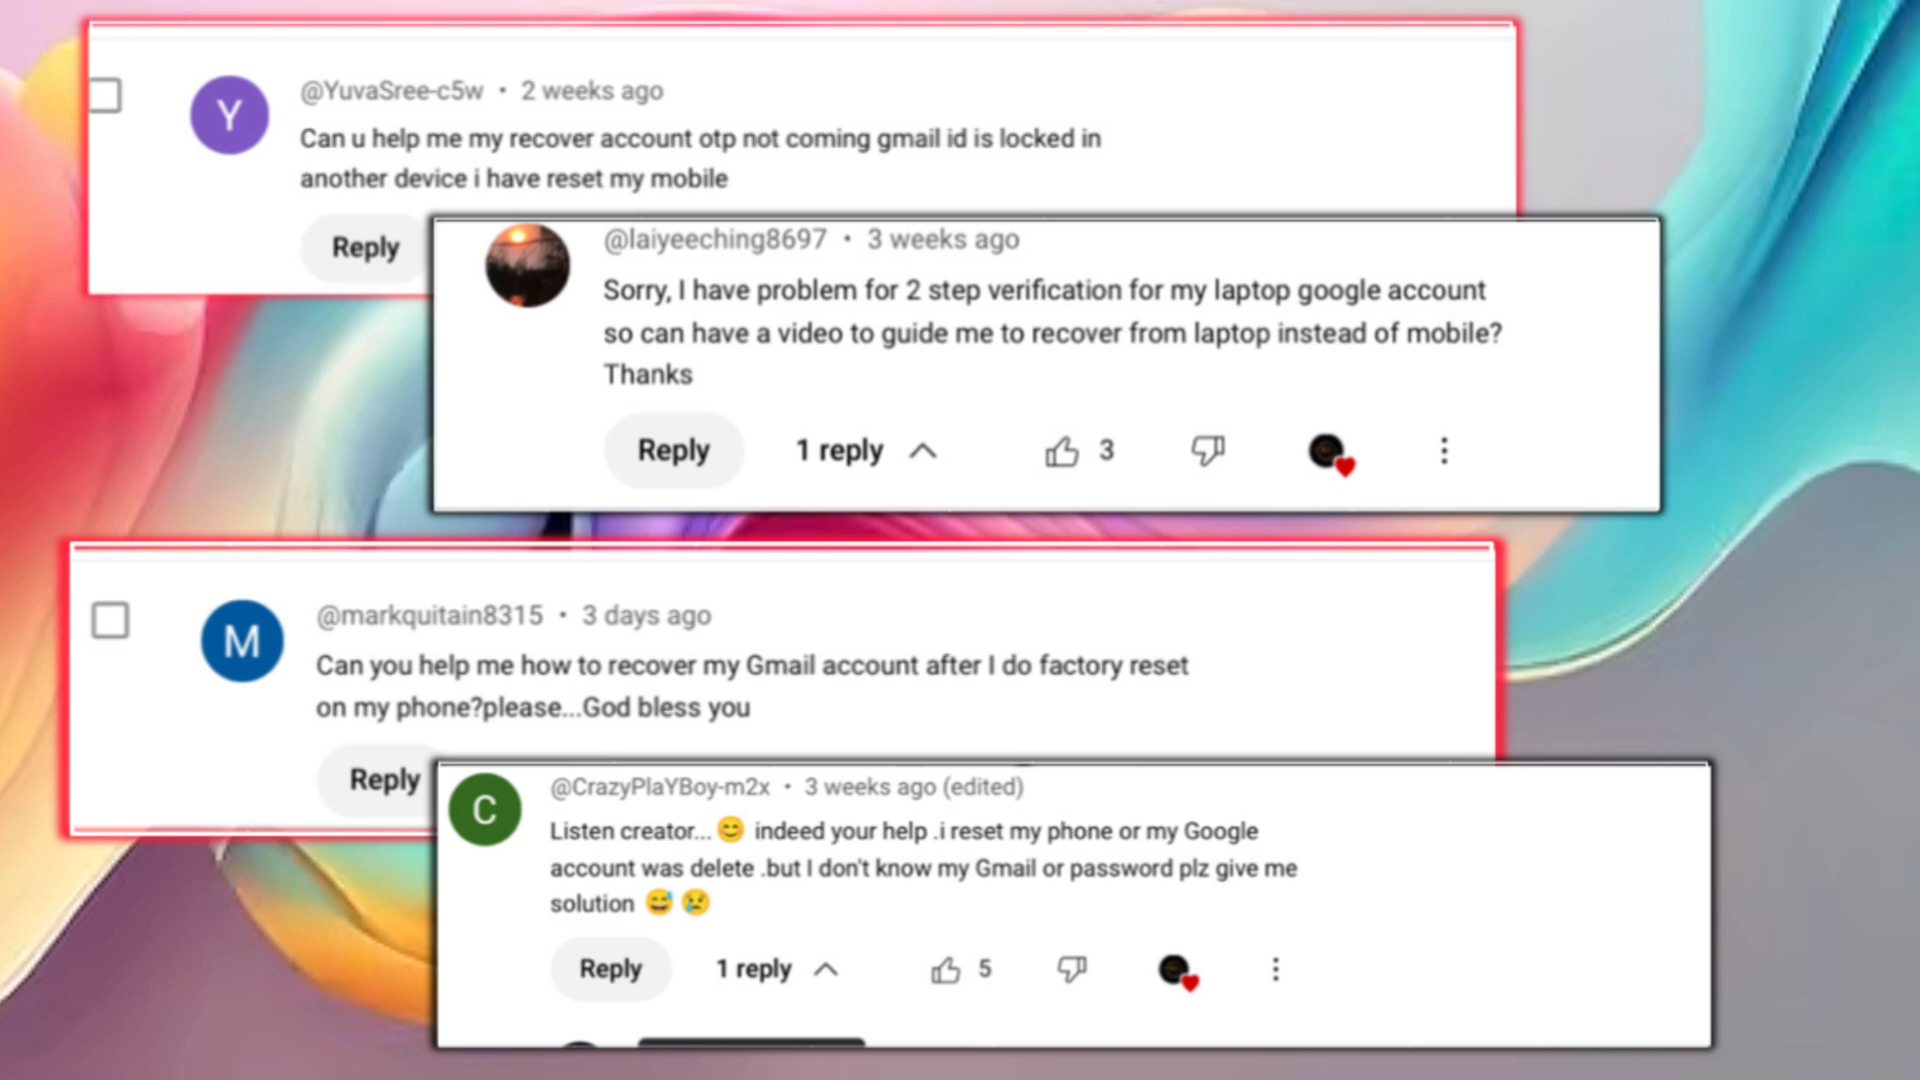 Y
@YuvaSree-c5w • 2 weeks ago
Can u help me my recover account otp not coming gmail id is locked in
another device i have reset my mobile
Reply
@laiyeeching8697 • 3 weeks ago
Sorry, I have problem for 2 step verification for my laptop google account
so can have a video to guide me to recover from laptop instead of mobile?
Thanks
Reply 1 reply 3
M
@markquitain8315 • 3 days ago
Can you help me how to recover my Gmail account after I do factory reset
on my phone?please...God bless you
Reply
C
@CrazyPlaYBoy-m2x • 3 weeks ago (edited)
Listen creator... 😊 indeed your help .i reset my phone or my Google
account was delete .but I don't know my Gmail or password plz give me
solution 😅 😢
Reply 1 reply 5